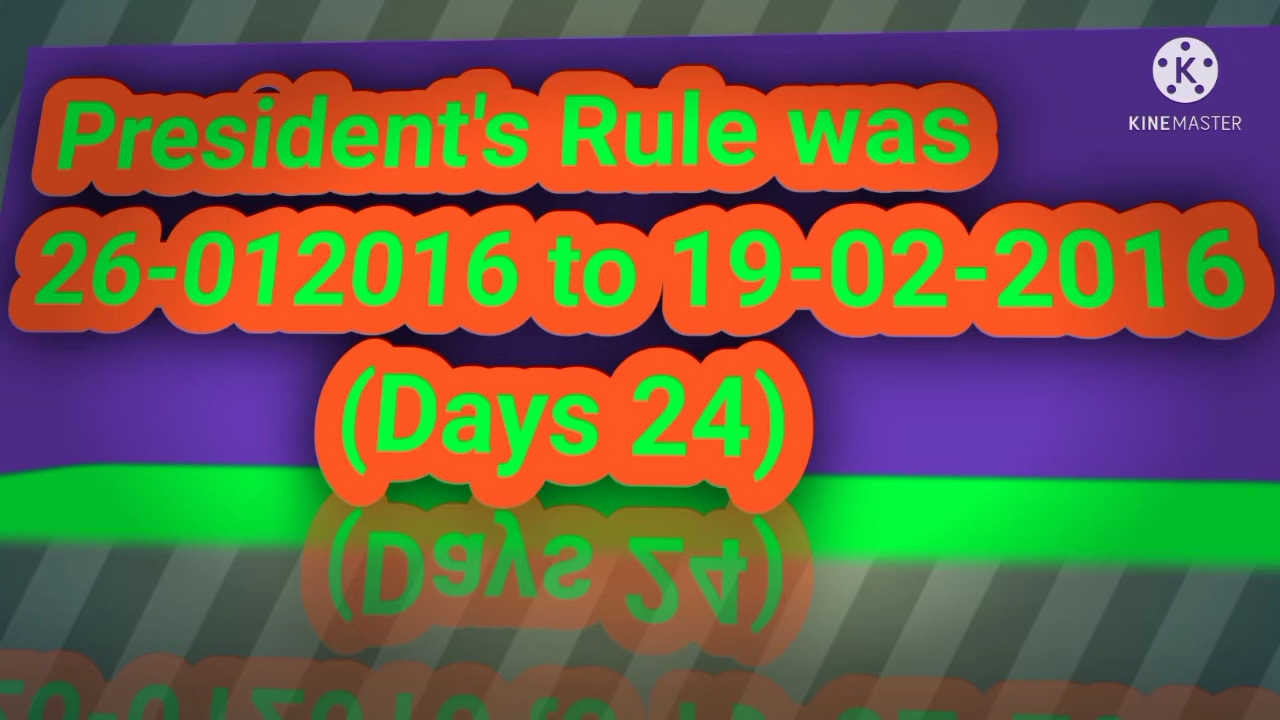 President's Rule was
26-012016 to 19-02-2016
(Days 24)
K
KINEMASTER